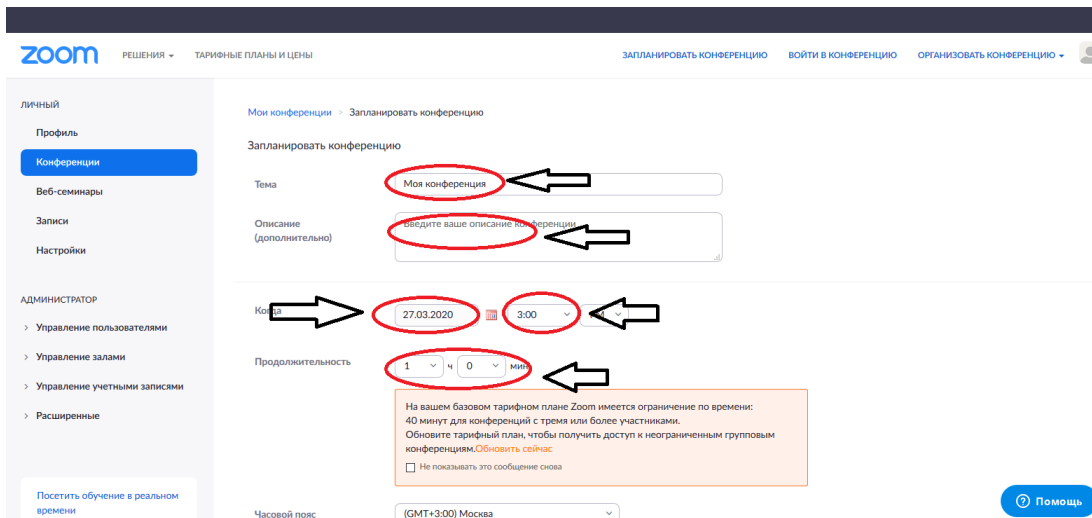 zoom РЕШЕНИЯ ТАРИФНЫЕ ПЛАНЫ И ЦЕНЫ ЗАПЛАНИРОВАТЬ КОНФЕРЕНЦИЮ ВОЙТИ В КОНФЕРЕНЦИЮ ОРГАНИЗОВАТЬ КОНФЕРЕНЦИЮ
ЛИЧНЫЙ
Профиль
Конференции
Веб-семинары
Записи
Настройки
АДМИНИСТРАТОР
> Управление пользователями
> Управление залами
> Управление учетными записями
> Расширенные
Посетить обучение в реальном
времени
Мои конференции > Запланировать конференцию
Запланировать конференцию
Тема Моя конференция
Описание Введите ваше описание конференции
(дополнительно)
Когда 27.03.2020 3:00
Продолжительность 1 ч 0 мин
На вашем базовом тарифном плане Zoom имеется ограничение по времени:
40 минут для конференций с тремя или более участниками.
Обновите тарифный план, чтобы получить доступ к неограниченным групповым
конференциям.Обновить сейчас
Не показывать это сообщение снова
Часовой пояс (GMT+3:00) Москва
Помощь